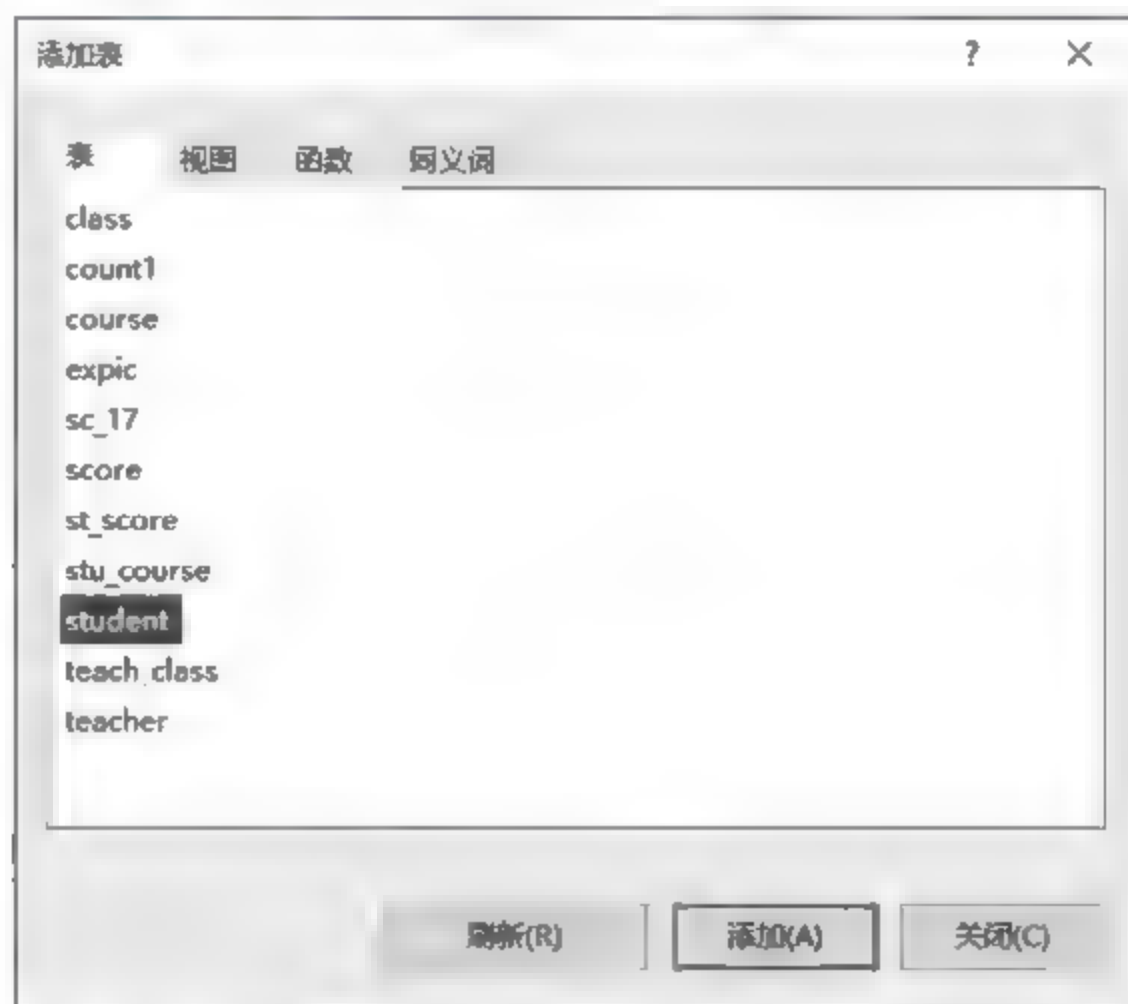 添加表 ? ×
表 视图 函数 同义词
class
count1
course
expic
sc_17
score
st_score
stu_course
student
teach_class
teacher
刷新(R) 添加(A) 关闭(C)